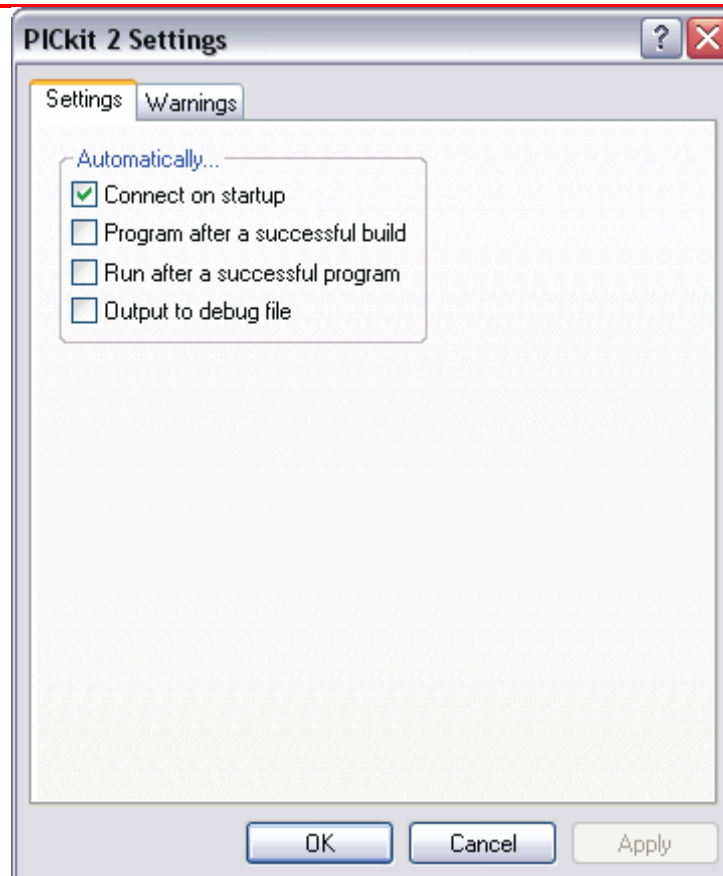 PICkit 2 Settings
Settings Warnings
Automatically...
Connect on startup
Program after a successful build
Run after a successful program
Output to debug file
OK Cancel Apply